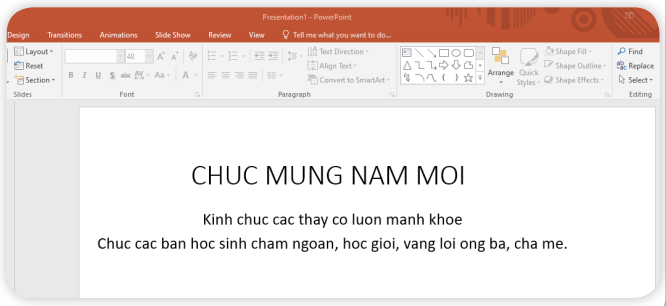 Presentation1 - PowerPoint
Design Transitions Animations Slide Show Review View Tell me what you want to do...
Layout
Reset
Section
Slides
48 A A
B I U S abc AV Aa A
Font
Text Direction
Align Text
Convert to SmartArt
Paragraph
Arrange
Quick Styles
Shape Fill
Shape Outline
Shape Effects
Drawing
Find
Replace
Select
Editing
CHUC MUNG NAM MOI
Kinh chuc cac thay co luon manh khoe
Chuc cac ban hoc sinh cham ngoan, hoc gioi, vang loi ong ba, cha me.